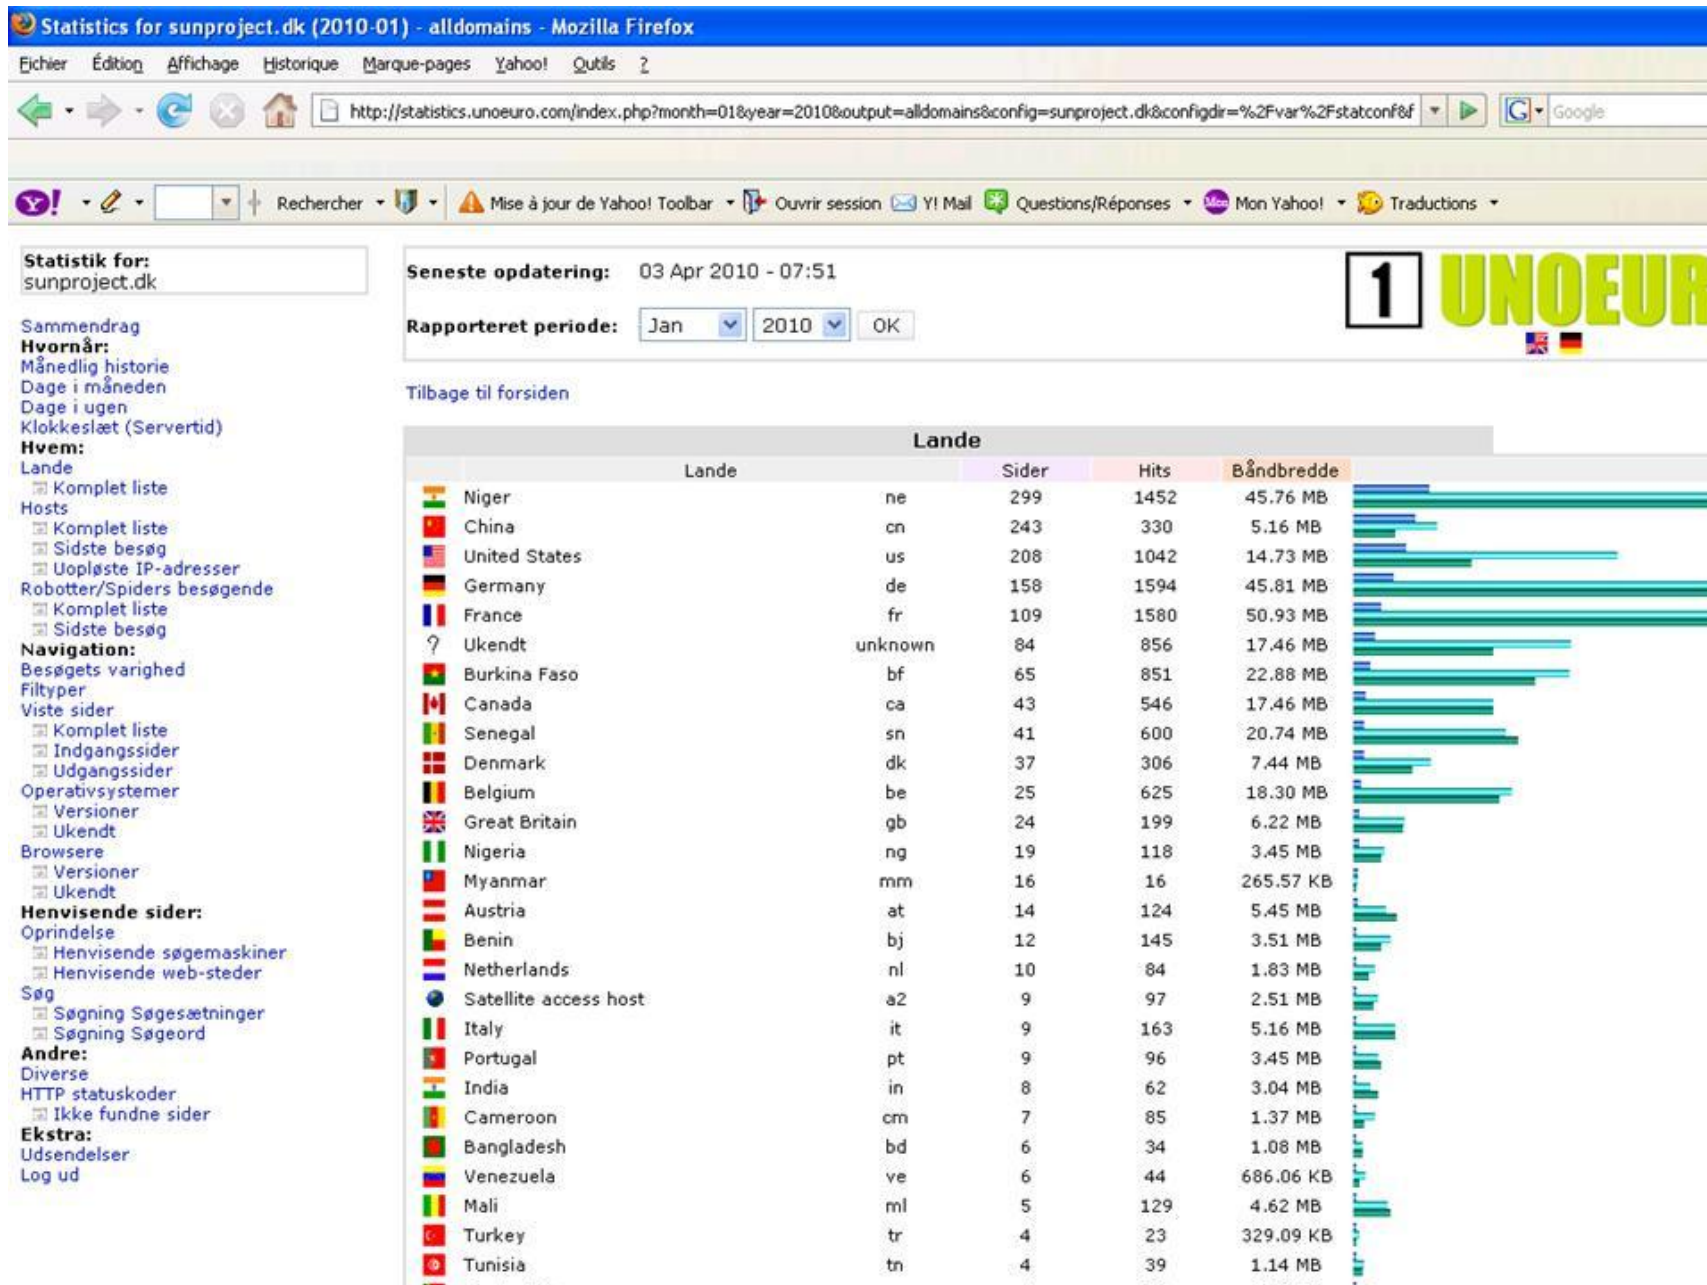 Statistics for sunproject.dk (2010-01) - alldomains - Mozilla Firefox
Fichier Édition Affichage Historique Marque-pages Yahoo! Outils ?
http://statistics.unoeuro.com/index.php?month=01&year=2010&output=alldomains&config=sunproject.dk&configdir=%2Fvar%2Fstatconf&f G Google
Y! Rechercher Mise à jour de Yahoo! Toolbar Ouvrir session Y! Mail Questions/Réponses Mon Mon Yahoo! Traductions
Statistik for:
sunproject.dk
Sammendrag
Hvornår:
Månedlig historie
Dage i måneden
Dage i ugen
Klokkeslæt (Servertid)
Hvem:
Lande
Komplet liste
Hosts
Komplet liste
Sidste besøg
Uopløste IP-adresser
Robotter/Spiders besøgende
Komplet liste
Sidste besøg
Navigation:
Besøgets varighed
Filtyper
Viste sider
Komplet liste
Indgangssider
Udgangssider
Operativsystemer
Versioner
Ukendt
Browsere
Versioner
Ukendt
Henvisende sider:
Oprindelse
Henvisende søgemaskiner
Henvisende web-steder
Søg
Søgning Søgesætninger
Søgning Søgeord
Andre:
Diverse
HTTP statuskoder
Ikke fundne sider
Ekstra:
Udsendelser
Log ud
Seneste opdatering: 03 Apr 2010 - 07:51
Rapporteret periode: Jan 2010 OK
1 UNOEUR
Tilbage til forsiden
Lande
Lande Sider Hits Båndbredde
Niger ne 299 1452 45.76 MB
China cn 243 330 5.16 MB
United States us 208 1042 14.73 MB
Germany de 158 1594 45.81 MB
France fr 109 1580 50.93 MB
? Ukendt unknown 84 856 17.46 MB
Burkina Faso bf 65 851 22.88 MB
Canada ca 43 546 17.46 MB
Senegal sn 41 600 20.74 MB
Denmark dk 37 306 7.44 MB
Belgium be 25 625 18.30 MB
Great Britain gb 24 199 6.22 MB
Nigeria ng 19 118 3.45 MB
Myanmar mm 16 16 265.57 KB
Austria at 14 124 5.45 MB
Benin bj 12 145 3.51 MB
Netherlands nl 10 84 1.83 MB
Satellite access host a2 9 97 2.51 MB
Italy it 9 163 5.16 MB
Portugal pt 9 96 3.45 MB
India in 8 62 3.04 MB
Cameroon cm 7 85 1.37 MB
Bangladesh bd 6 34 1.08 MB
Venezuela ve 6 44 686.06 KB
Mali ml 5 129 4.62 MB
Turkey tr 4 23 329.09 KB
Tunisia tn 4 39 1.14 MB